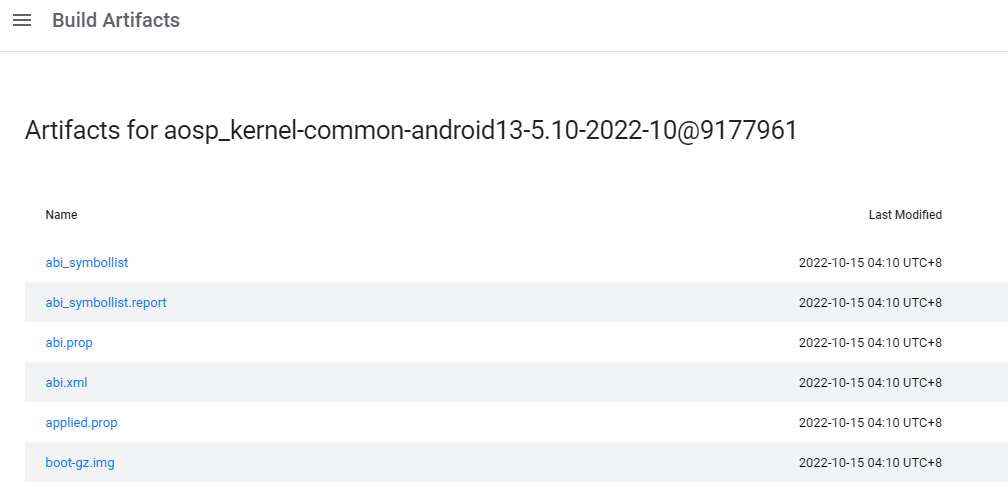 Build Artifacts
Artifacts for aosp_kernel-common-android13-5.10-2022-10@9177961
Name Last Modified
abi_symbollist 2022-10-15 04:10 UTC+8
abi_symbollist.report 2022-10-15 04:10 UTC+8
abi.prop 2022-10-15 04:10 UTC+8
abi.xml 2022-10-15 04:10 UTC+8
applied.prop 2022-10-15 04:10 UTC+8
boot-gz.img 2022-10-15 04:10 UTC+8